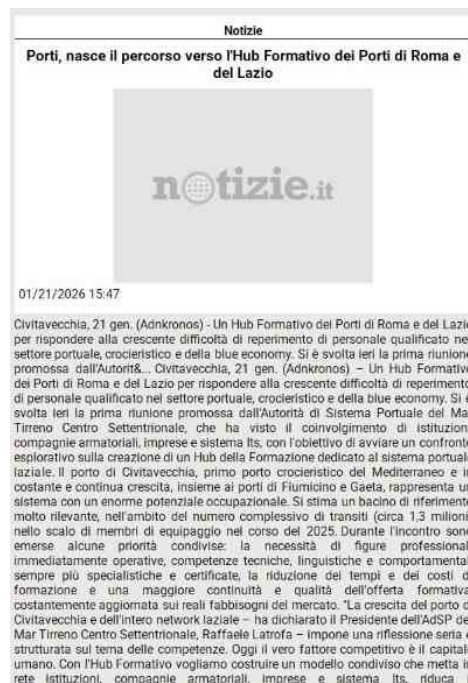 Notizie
Porti, nasce il percorso verso l'Hub Formativo dei Porti di Roma e
del Lazio
notizie.it
01/21/2026 15:47
Civitavecchia, 21 gen. (Adnkronos) - Un Hub Formativo dei Porti di Roma e del Lazio
per rispondere alla crescente difficoltà di reperimento di personale qualificato nel
settore portuale, crocieristico e della blue economy. Si è svolta ieri la prima riunione
promossa dall'Autorit&... Civitavecchia, 21 gen. (Adnkronos) – Un Hub Formativo
dei Porti di Roma e del Lazio per rispondere alla crescente difficoltà di reperimento
di personale qualificato nel settore portuale, crocieristico e della blue economy. Si è
svolta ieri la prima riunione promossa dall'Autorità di Sistema Portuale del Mar
Tirreno Centro Settentrionale, che ha visto il coinvolgimento di istituzioni,
compagnie armatoriali, imprese e sistema Its, con l'obiettivo di avviare un confronto
esplorativo sulla creazione di un Hub della Formazione dedicato al sistema portuale
laziale. Il porto di Civitavecchia, primo porto crocieristico del Mediterraneo e in
costante e continua crescita, insieme ai porti di Fiumicino e Gaeta, rappresenta un
sistema con un enorme potenziale occupazionale. Si stima un bacino di riferimento
molto rilevante, nell'ambito del numero complessivo di transiti (circa 1,3 milioni)
nello scalo di membri di equipaggio nel corso del 2025. Durante l'incontro sono
emerse alcune priorità condivise: la necessità di figure professionali
immediatamente operative, competenze tecniche, linguistiche e comportamentali
sempre più specialistiche e certificate, la riduzione dei tempi e dei costi di
formazione e una maggiore continuità e qualità dell'offerta formativa,
costantemente aggiornata sui reali fabbisogni del mercato. "La crescita del porto di
Civitavecchia e dell'intero network laziale – ha dichiarato il Presidente dell'AdSP del
Mar Tirreno Centro Settentrionale, Raffaele Latrofa – impone una riflessione seria e
strutturata sul tema delle competenze. Oggi il vero fattore competitivo è il capitale
umano. Con l'Hub Formativo vogliamo costruire un modello condiviso che metta in
rete istituzioni, compagnie armatoriali, imprese e sistema Its, riduca i